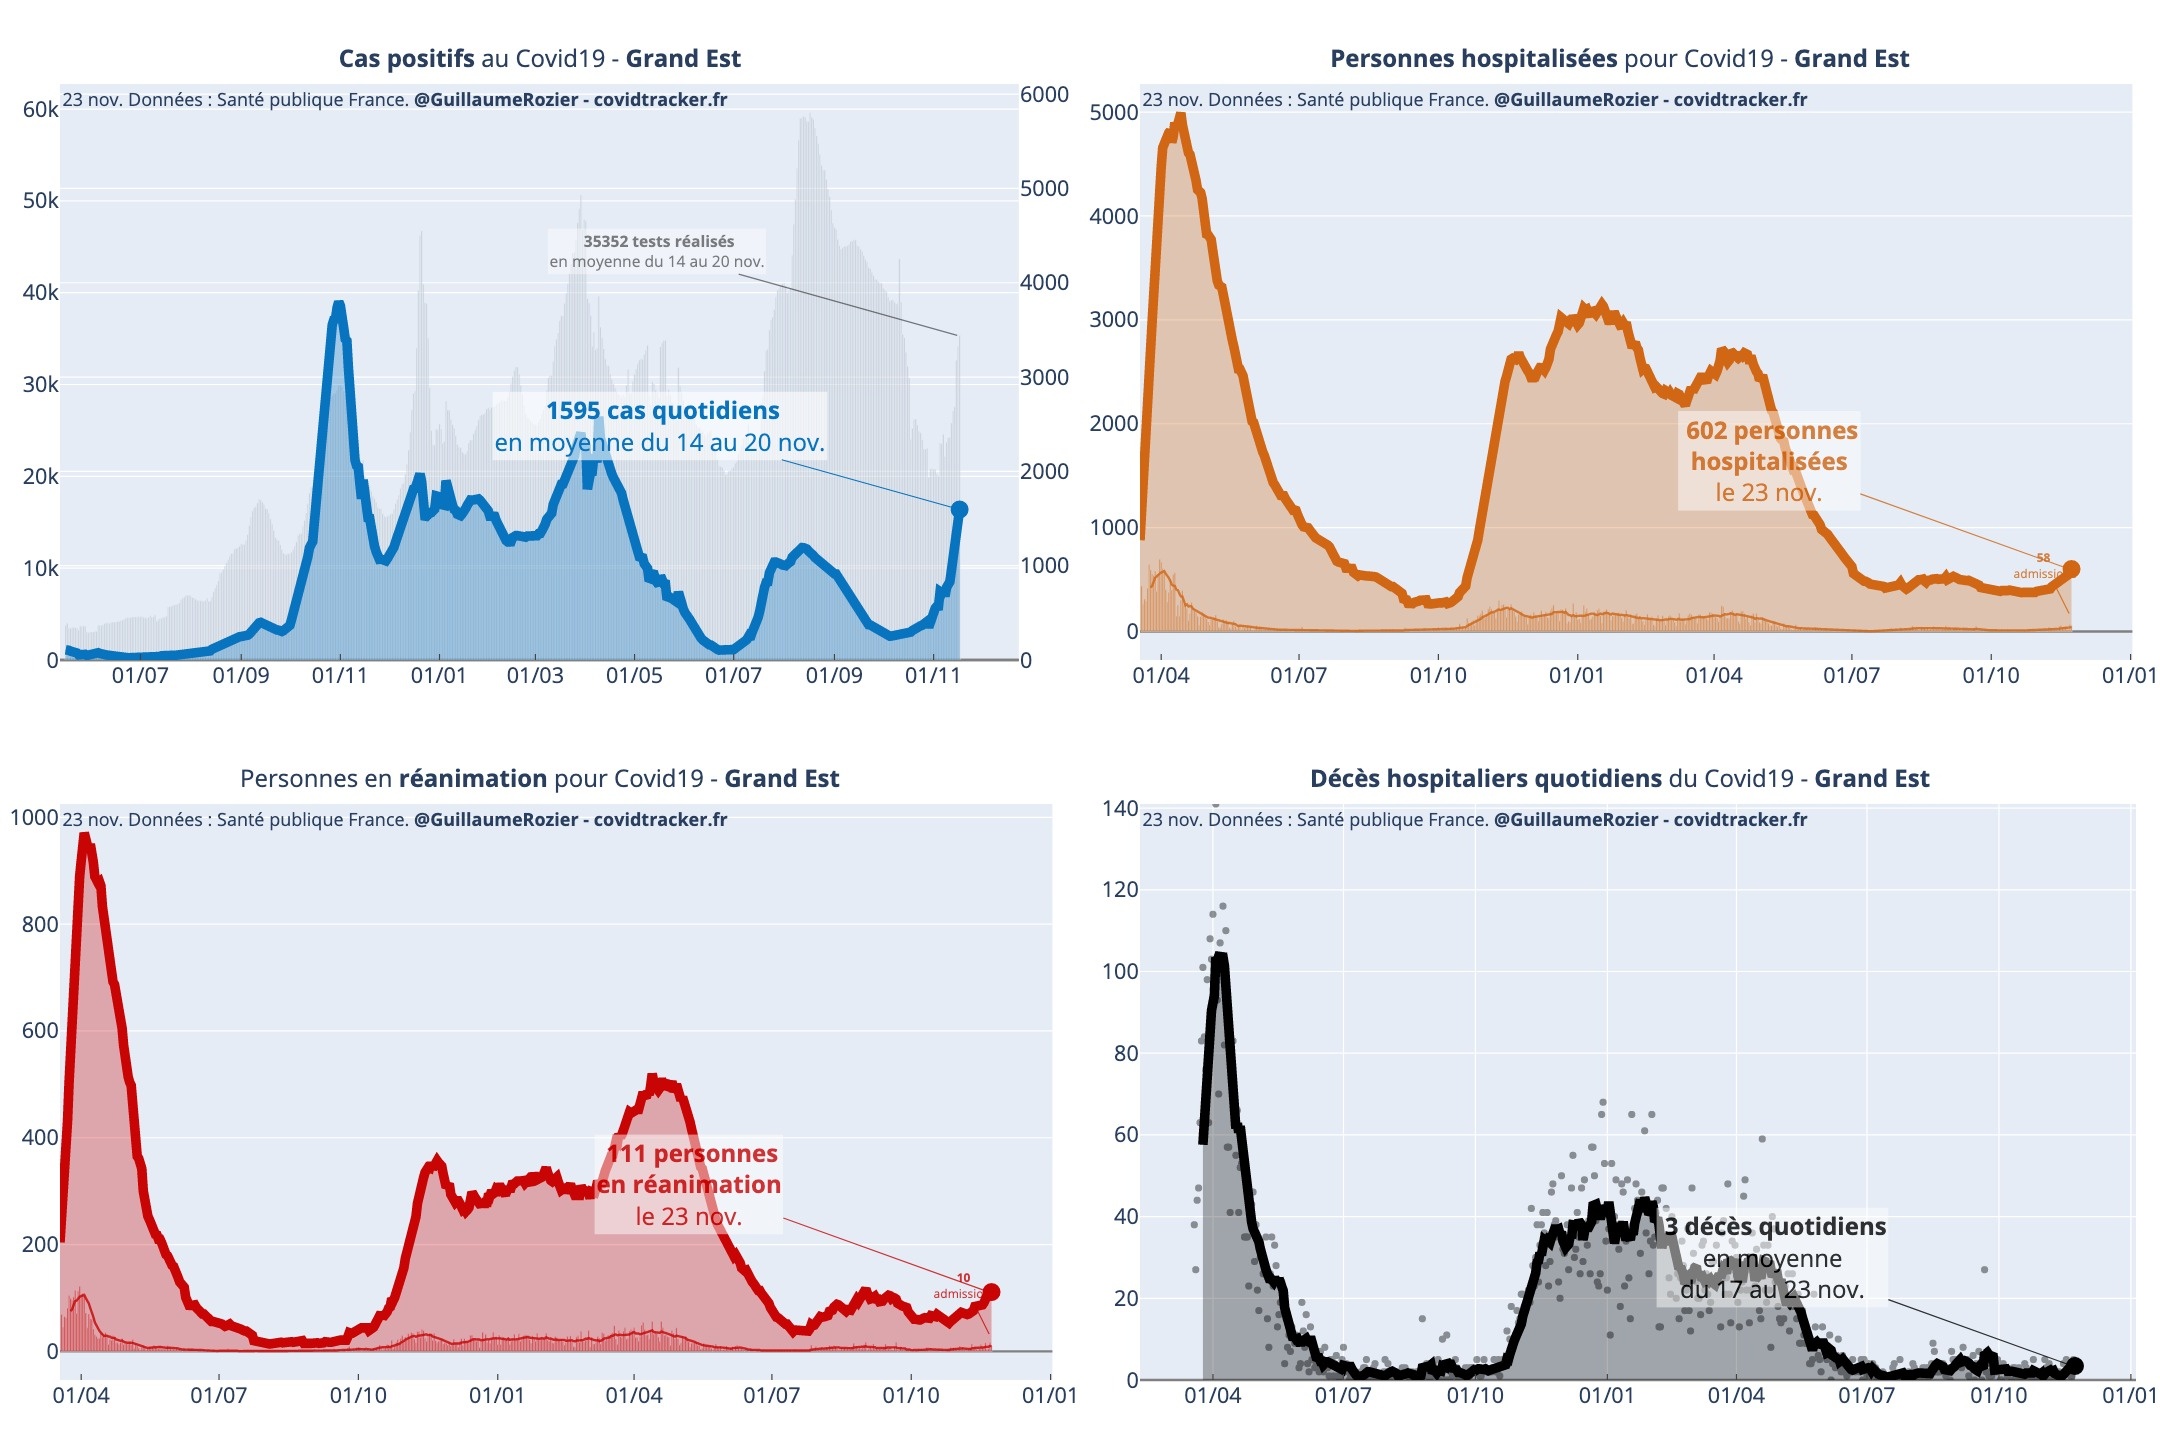 Cas positifs au Covid19 - Grand Est
23 nov. Données : Santé publique France. @GuillaumeRozier - covidtracker.fr
60k
50k
40k
30k
20k
10k
0
6000
5000
4000
3000
2000
1000
0
35352 tests réalisés
en moyenne du 14 au 20 nov.
1595 cas quotidiens
en moyenne du 14 au 20 nov.
01/07 01/09 01/11 01/01 01/03 01/05 01/07 01/09 01/11
Personnes hospitalisées pour Covid19 - Grand Est
23 nov. Données : Santé publique France. @GuillaumeRozier - covidtracker.fr
5000
4000
3000
2000
1000
0
602 personnes
hospitalisées
le 23 nov.
58
admissio
01/04 01/07 01/10 01/01 01/04 01/07 01/10 01/01
Personnes en réanimation pour Covid19 - Grand Est
23 nov. Données : Santé publique France. @GuillaumeRozier - covidtracker.fr
1000
800
600
400
200
0
111 personnes
en réanimation
le 23 nov.
10
admissio
01/04 01/07 01/10 01/01 01/04 01/07 01/10 01/01
Décès hospitaliers quotidiens du Covid19 - Grand Est
23 nov. Données : Santé publique France. @GuillaumeRozier - covidtracker.fr
140
120
100
80
60
40
20
0
3 décès quotidiens
en moyenne
du 17 au 23 nov.
01/04 01/07 01/10 01/01 01/04 01/07 01/10 01/01